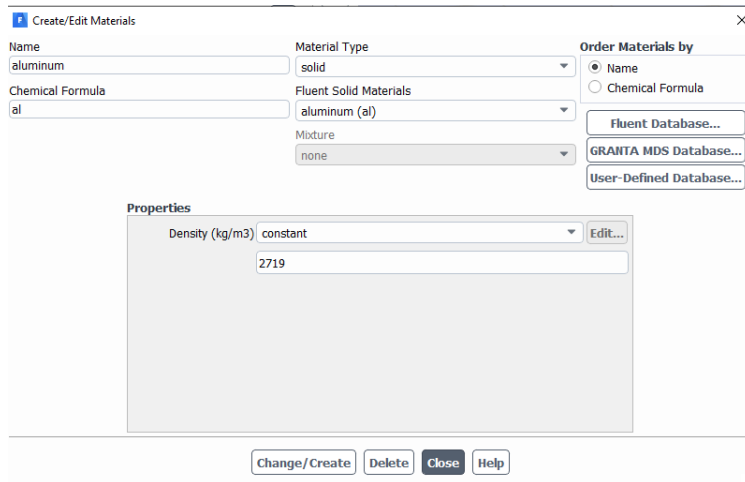 Create/Edit Materials
Name
aluminum
Chemical Formula
al
Material Type
solid
Fluent Solid Materials
aluminum (al)
Mixture
none
Order Materials by
Name
Chemical Formula
Fluent Database...
GRANTA MDS Database...
User-Defined Database...
Properties
Density (kg/m3) constant Edit...
2719
Change/Create Delete Close Help